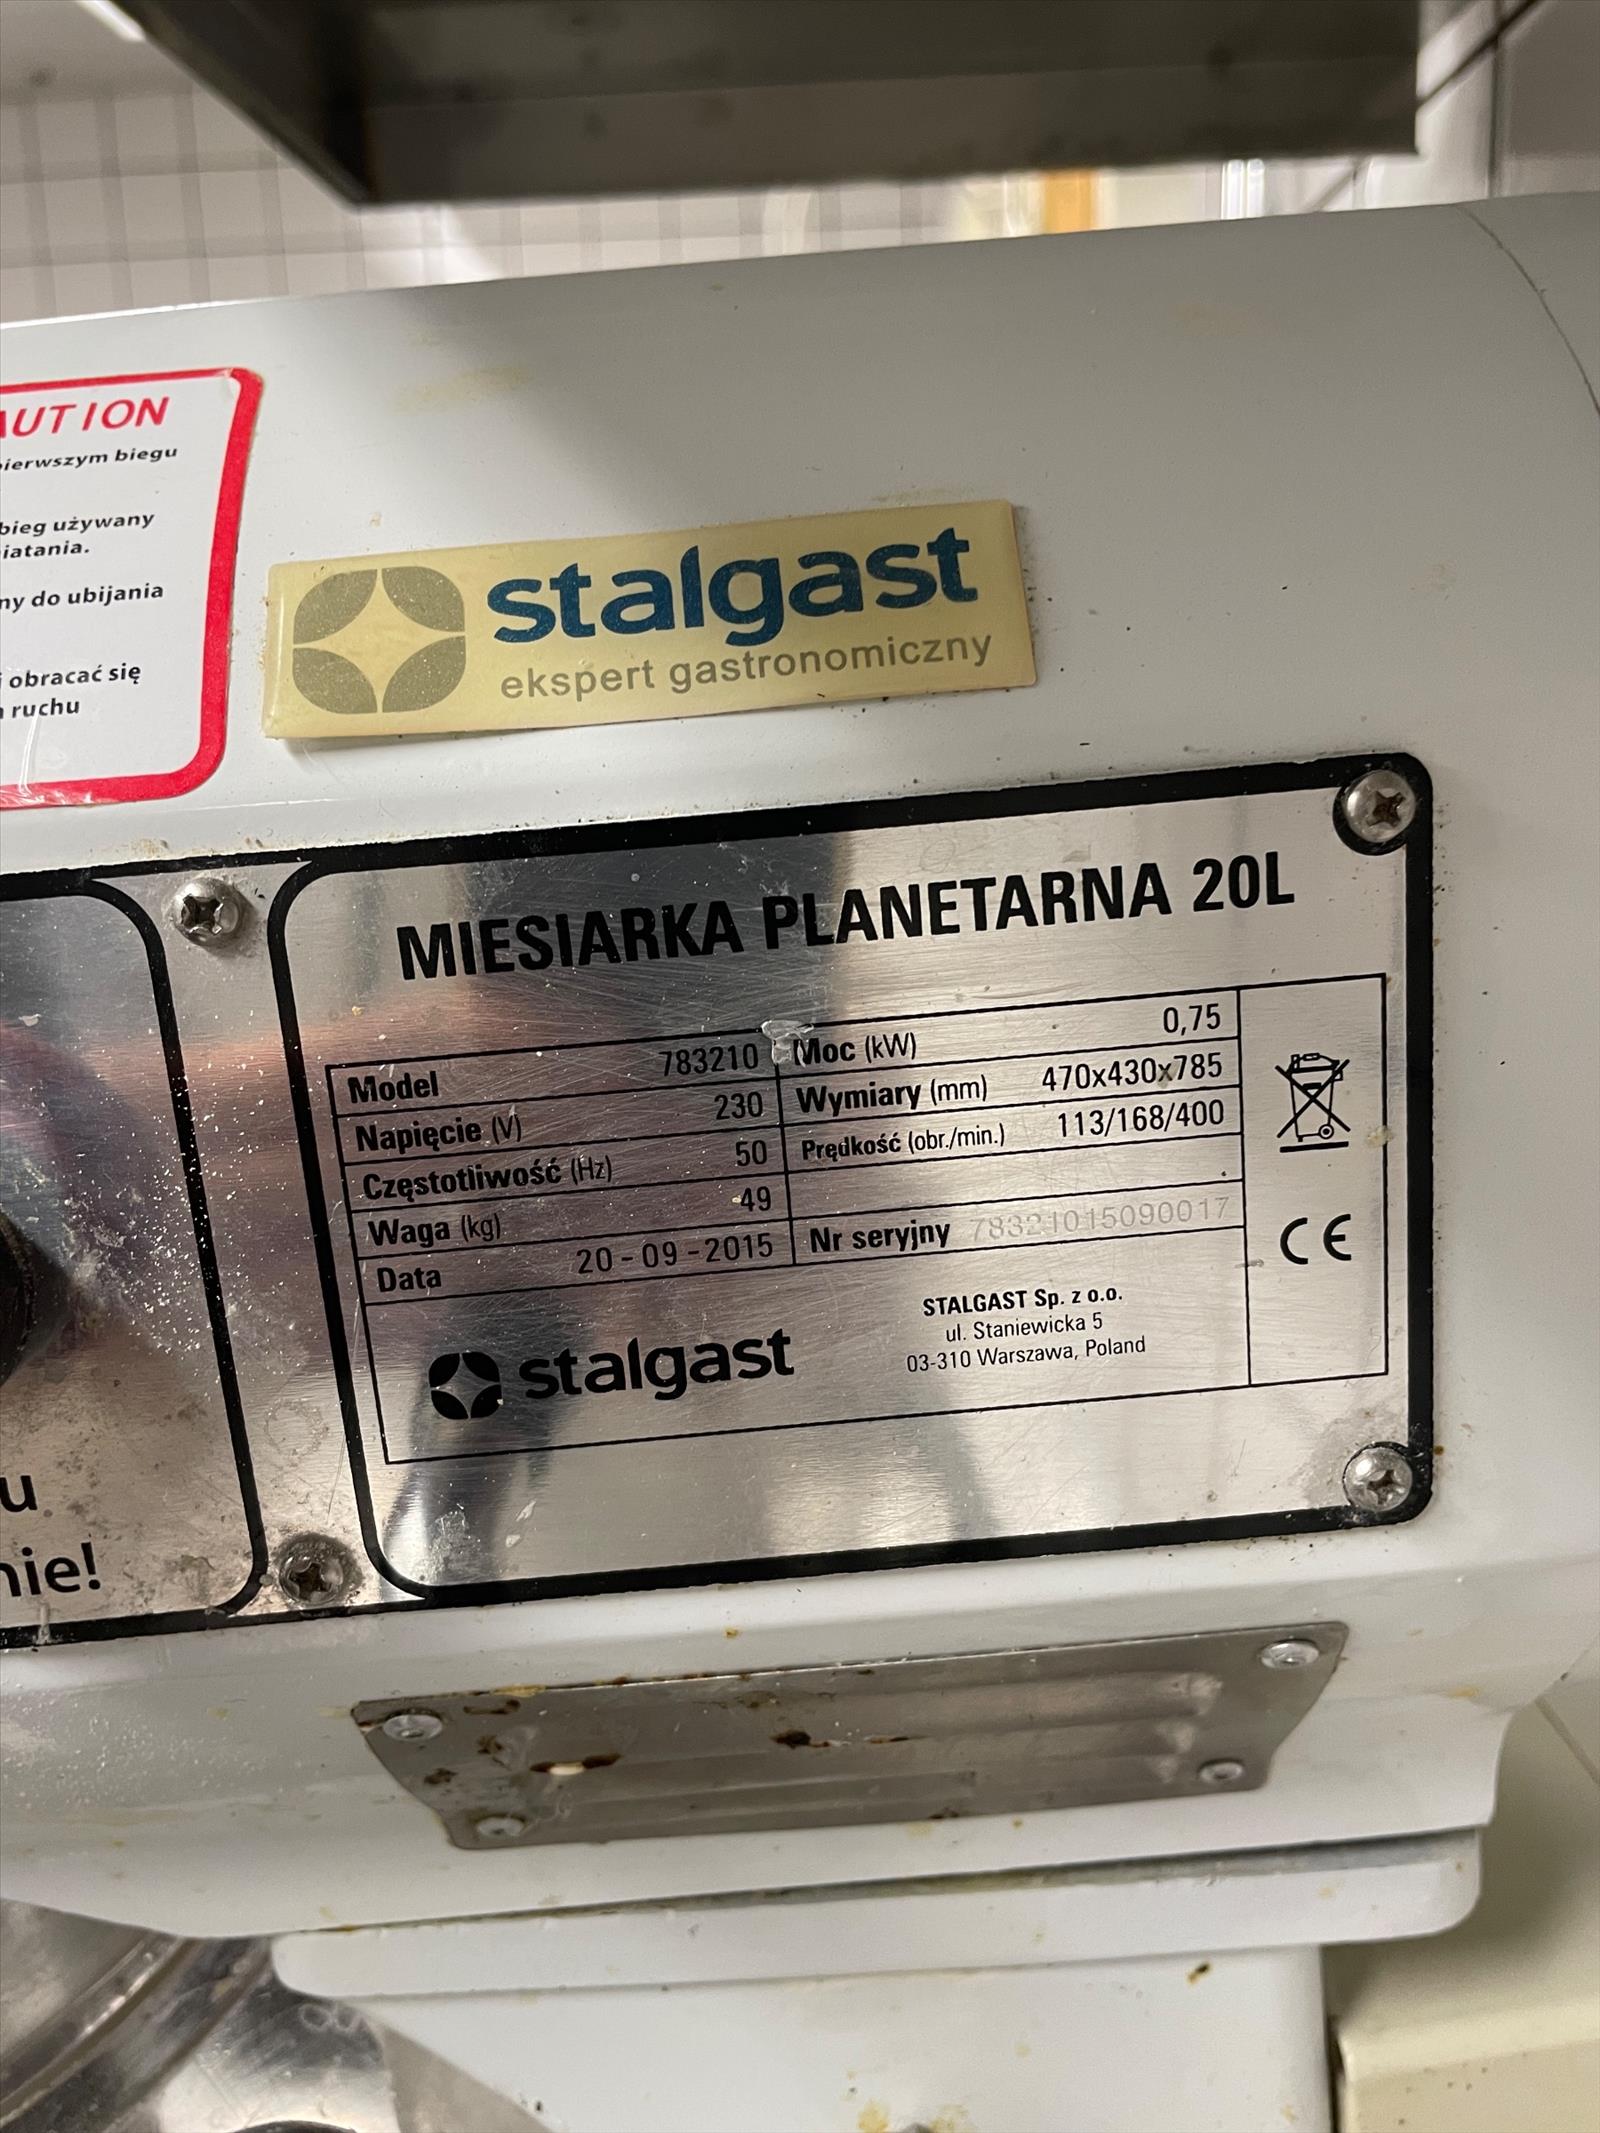 AUTION
pierwszym biegu
bieg używany
iatania.
ny do ubijania
i obracać się
ruchu
stalgast
ekspert gastronomiczny
MIESIARKA PLANETARNA 20L
Model 783210 Moc (kW) 0,75
Napięcie (V) 230 Wymiary (mm) 470x430x785
Częstotliwość (Hz) 50 Prędkość (obr./min.) 113/168/400
Waga (kg) 49
Data 20-09-2015 Nr seryjny 78321015090017
CE
STALGAST Sp. z o.o.
ul. Staniewicka 5
03-310 Warszawa, Poland
stalgast
u
nie!